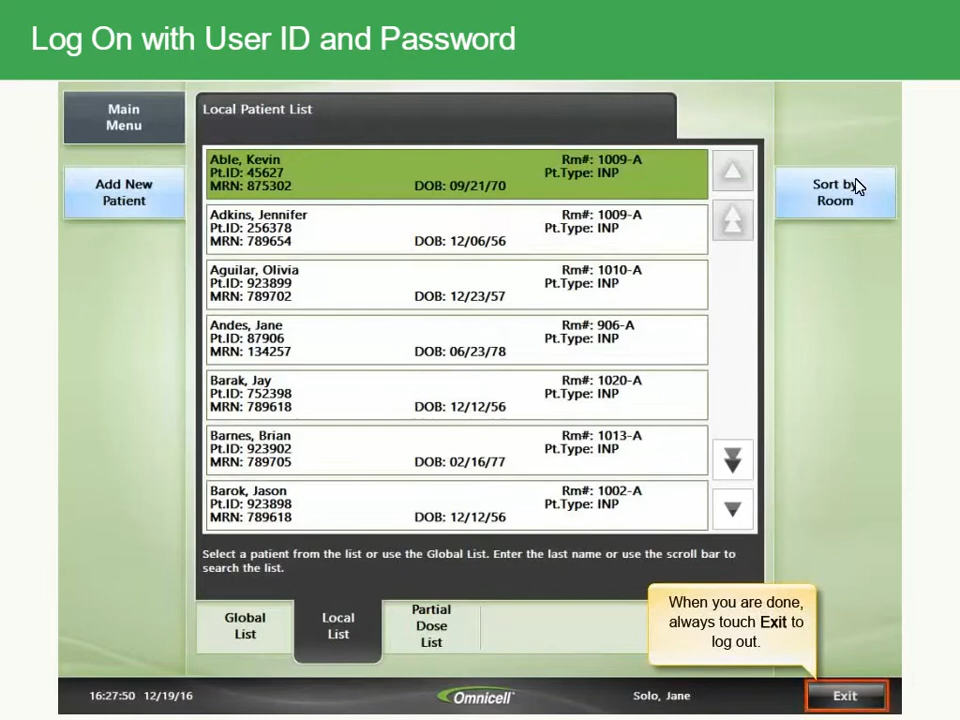 Log On with User ID and Password
Main
Menu
Local Patient List
Add New
Patient
Sort by
Room
Able, Kevin Rm#: 1009-A
Pt.ID: 45627 Pt.Type: INP
MRN: 875302 DOB: 09/21/70
Adkins, Jennifer Rm#: 1009-A
Pt.ID: 256378 Pt.Type: INP
MRN: 789654 DOB: 12/06/56
Aguilar, Olivia Rm#: 1010-A
Pt.ID: 923899 Pt.Type: INP
MRN: 789702 DOB: 12/23/57
Andes, Jane Rm#: 906-A
Pt.ID: 87906 Pt.Type: INP
MRN: 134257 DOB: 06/23/78
Barak, Jay Rm#: 1020-A
Pt.ID: 752398 Pt.Type: INP
MRN: 789618 DOB: 12/12/56
Barnes, Brian Rm#: 1013-A
Pt.ID: 923902 Pt.Type: INP
MRN: 789705 DOB: 02/16/77
Barok, Jason Rm#: 1002-A
Pt.ID: 923898 Pt.Type: INP
MRN: 789618 DOB: 12/12/56
Select a patient from the list or use the Global List. Enter the last name or use the scroll bar to
search the list.
Global
List
Local
List
Partial
Dose
List
When you are done,
always touch Exit to
log out.
16:27:50 12/19/16
Omnicell
Solo, Jane
Exit